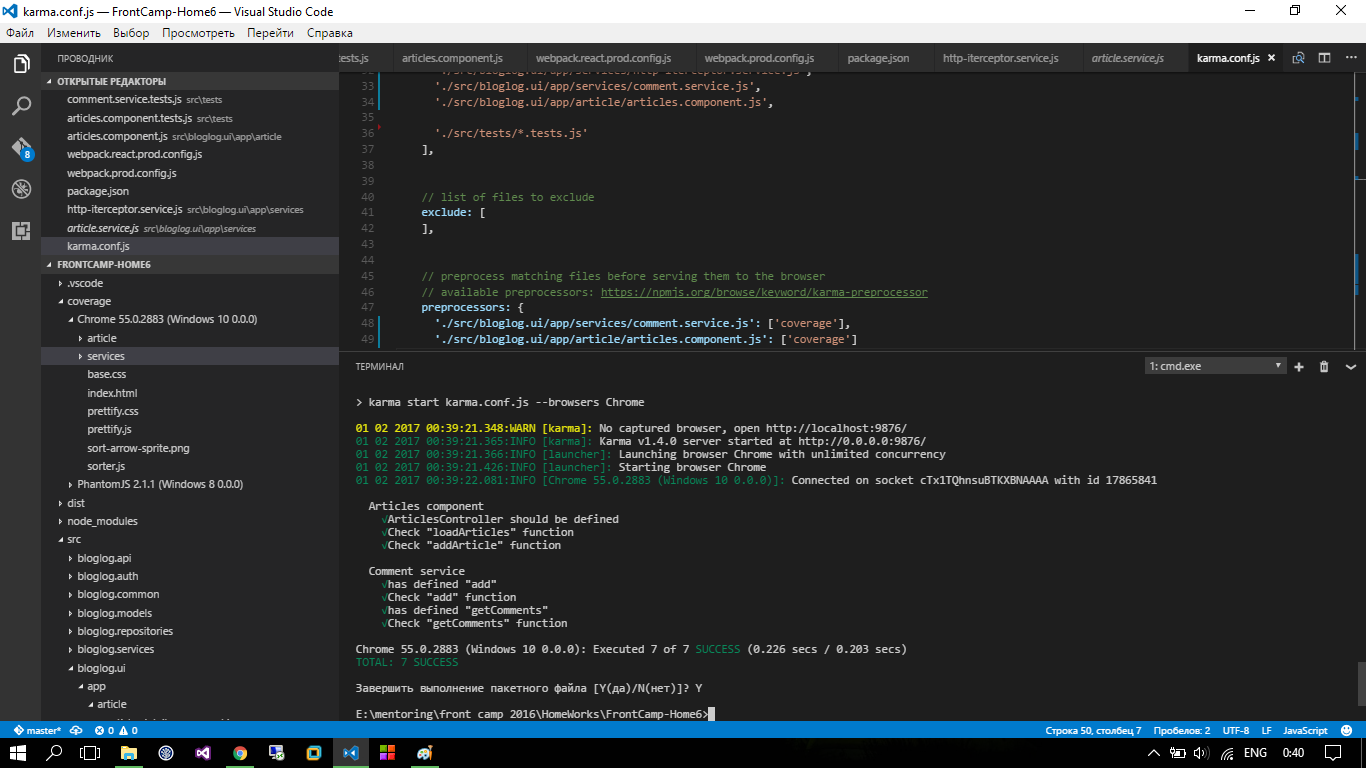 karma.conf.js — FrontCamp-Home6 — Visual Studio Code
Файл Изменить Выбор Просмотреть Перейти Справка
ПРОВОДНИК
ОТКРЫТЫЕ РЕДАКТОРЫ
comment.service.tests.js src\tests
articles.component.tests.js src\tests
articles.component.js src\bloglog.ui\app\article
webpack.react.prod.config.js
webpack.prod.config.js
package.json
http-iterceptor.service.js src\bloglog.ui\app\services
article.service.js src\bloglog.ui\app\services
karma.conf.js
FRONTCAMP-HOME6
.vscode
coverage
Chrome 55.0.2883 (Windows 10 0.0.0)
article
services
base.css
index.html
prettify.css
prettify.js
sort-arrow-sprite.png
sorter.js
PhantomJS 2.1.1 (Windows 8 0.0.0)
dist
node_modules
src
bloglog.api
bloglog.auth
bloglog.common
bloglog.models
bloglog.repositories
bloglog.services
bloglog.ui
app
article
8
tests.js articles.component.js webpack.react.prod.config.js webpack.prod.config.js package.json http-iterceptor.service.js article.service.js karma.conf.js
32 './src/bloglog.ui/app/services/http-iterceptor.service.js',
33 './src/bloglog.ui/app/services/comment.service.js',
34 './src/bloglog.ui/app/article/articles.component.js',
35
36 './src/tests/*.tests.js'
37 ],
38
39
40 // list of files to exclude
41 exclude: [
42 ],
43
44
45 // preprocess matching files before serving them to the browser
46 // available preprocessors: https://npmjs.org/browse/keyword/karma-preprocessor
47 preprocessors: {
48 './src/bloglog.ui/app/services/comment.service.js': ['coverage'],
49 './src/bloglog.ui/app/article/articles.component.js': ['coverage']
ТЕРМИНАЛ 1: cmd.exe
> karma start karma.conf.js --browsers Chrome
01 02 2017 00:39:21.348:WARN [karma]: No captured browser, open http://localhost:9876/
01 02 2017 00:39:21.365:INFO [karma]: Karma v1.4.0 server started at http://0.0.0.0:9876/
01 02 2017 00:39:21.366:INFO [launcher]: Launching browser Chrome with unlimited concurrency
01 02 2017 00:39:21.426:INFO [launcher]: Starting browser Chrome
01 02 2017 00:39:22.081:INFO [Chrome 55.0.2883 (Windows 10 0.0.0)]: Connected on socket cTx1TQhnsuBTKXBNAAAA with id 17865841
Articles component
√ArticlesController should be defined
√Check "loadArticles" function
√Check "addArticle" function
Comment service
√has defined "add"
√Check "add" function
√has defined "getComments"
√Check "getComments" function
Chrome 55.0.2883 (Windows 10 0.0.0): Executed 7 of 7 SUCCESS (0.226 secs / 0.203 secs)
TOTAL: 7 SUCCESS
Завершить выполнение пакетного файла [Y(да)/N(нет)]? Y
E:\mentoring\front camp 2016\HomeWorks\FrontCamp-Home6>
master* 0 0 Строка 50, столбец 7 Пробелов: 2 UTF-8 LF JavaScript
ENG 0:40